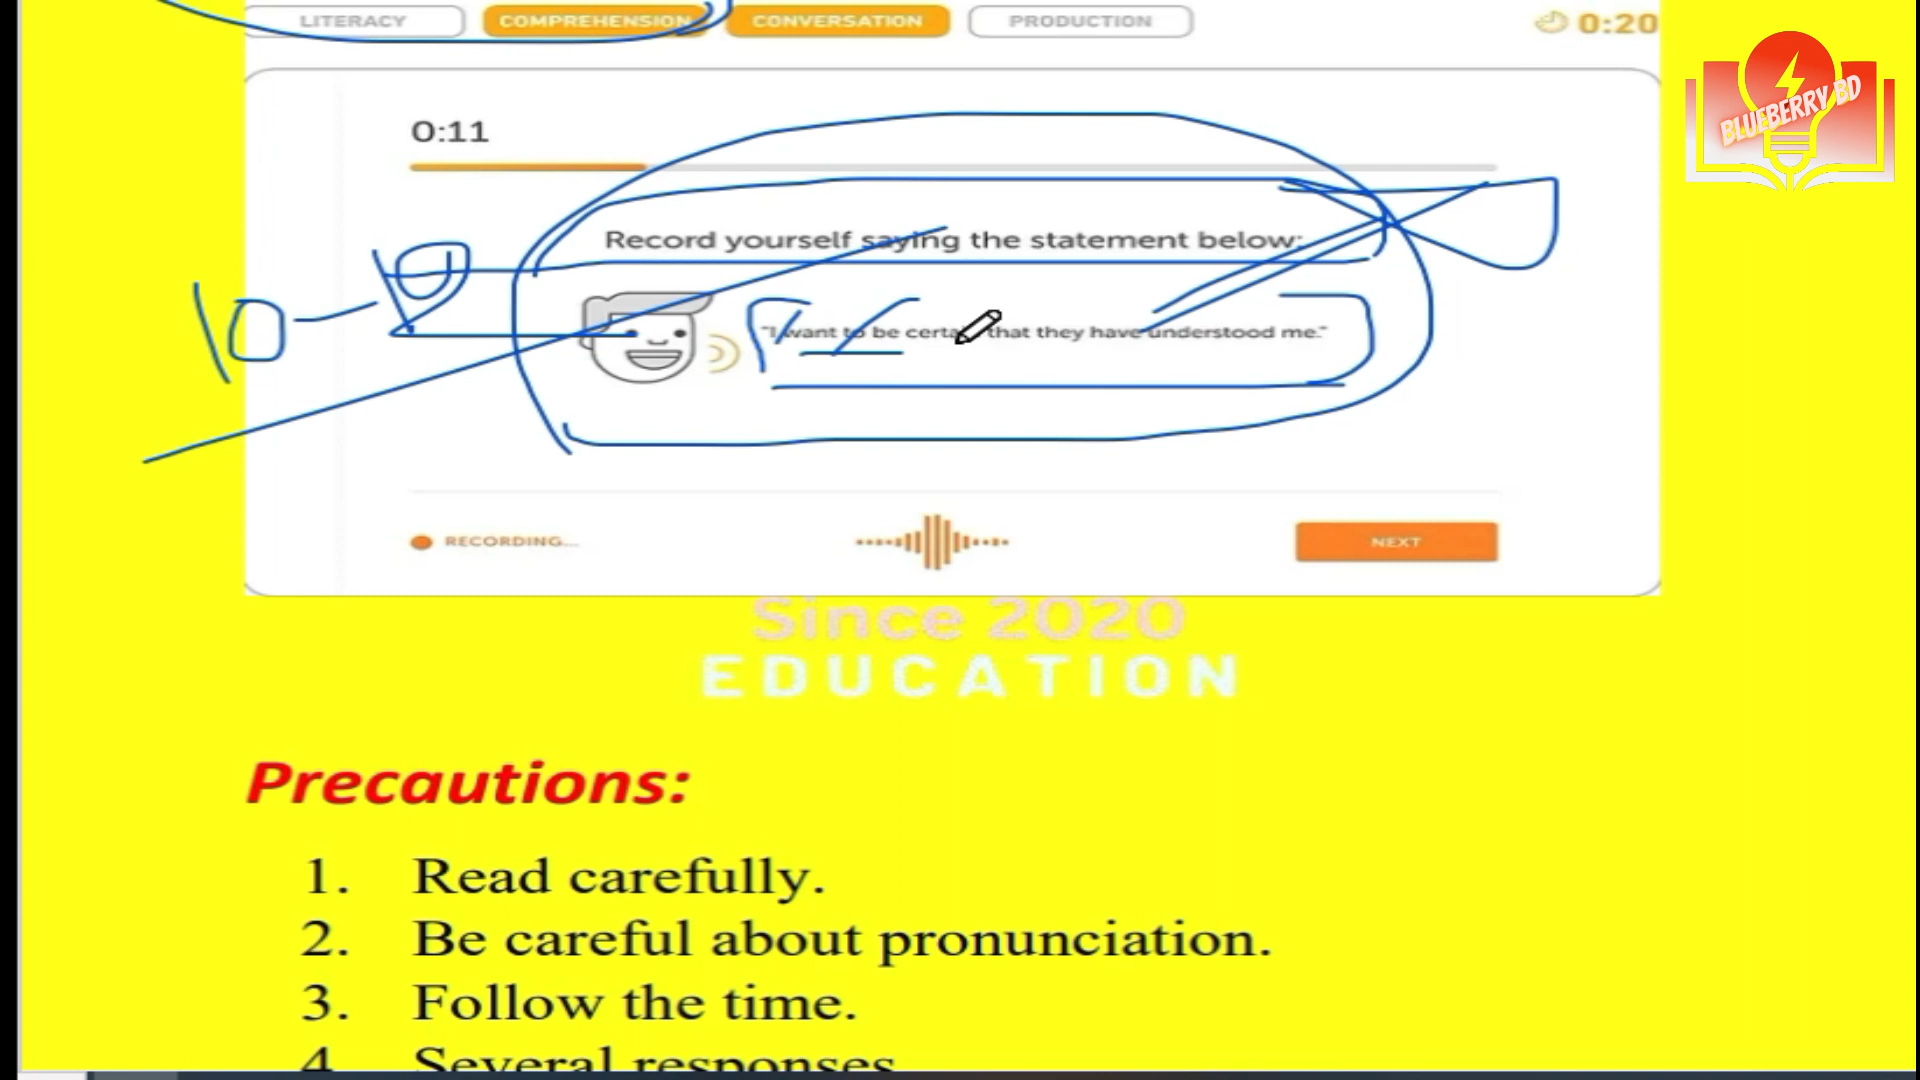 LITERACY COMPREHENSION CONVERSATION PRODUCTION 0:20
BLUEBERRY BD
0:11
Record yourself saying the statement below:
"I want to be certain that they have understood me."
RECORDING... NEXT
Since 2020
EDUCATION
Precautions:
1. Read carefully.
2. Be careful about pronunciation.
3. Follow the time.
4. Several responses